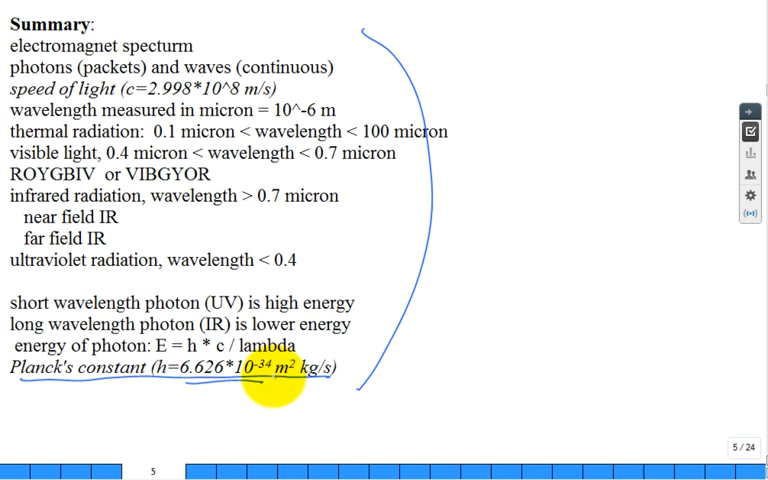 Summary:
electromagnet specturm
photons (packets) and waves (continuous)
speed of light (c=2.998*10^8 m/s)
wavelength measured in micron = 10^-6 m
thermal radiation:  0.1 micron < wavelength < 100 micron
visible light, 0.4 micron < wavelength < 0.7 micron
ROYGBIV  or VIBGYOR
infrared radiation, wavelength > 0.7 micron
near field IR
far field IR
ultraviolet radiation, wavelength < 0.4
short wavelength photon (UV) is high energy
long wavelength photon (IR) is lower energy
energy of photon: E = h * c / lambda
Planck's constant (h=6.626*10⁻³⁴ m² kg/s)
5 / 24
5